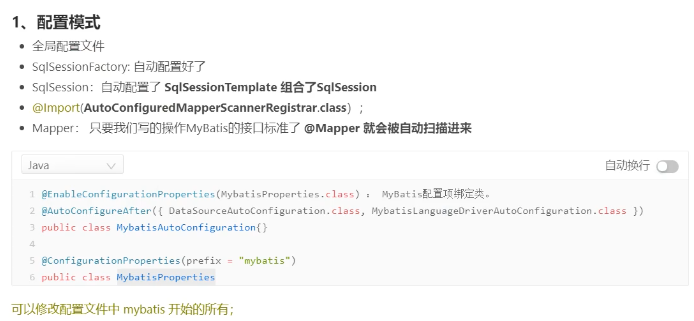 1、配置模式
全局配置文件
SqlSessionFactory: 自动配置好了
SqlSession：自动配置了 SqlSessionTemplate 组合了SqlSession
@Import(AutoConfiguredMapperScannerRegistrar.class) ；
Mapper： 只要我们写的操作MyBatis的接口标准了 @Mapper 就会被自动扫描进来
Java 自动换行
1 @EnableConfigurationProperties(MybatisProperties.class) ： MyBatis配置项绑定类。
2 @AutoConfigureAfter({ DataSourceAutoConfiguration.class, MybatisLanguageDriverAutoConfiguration.class })
3 public class MybatisAutoConfiguration{}
4
5 @ConfigurationProperties(prefix = "mybatis")
6 public class MybatisProperties
可以修改配置文件中 mybatis 开始的所有；